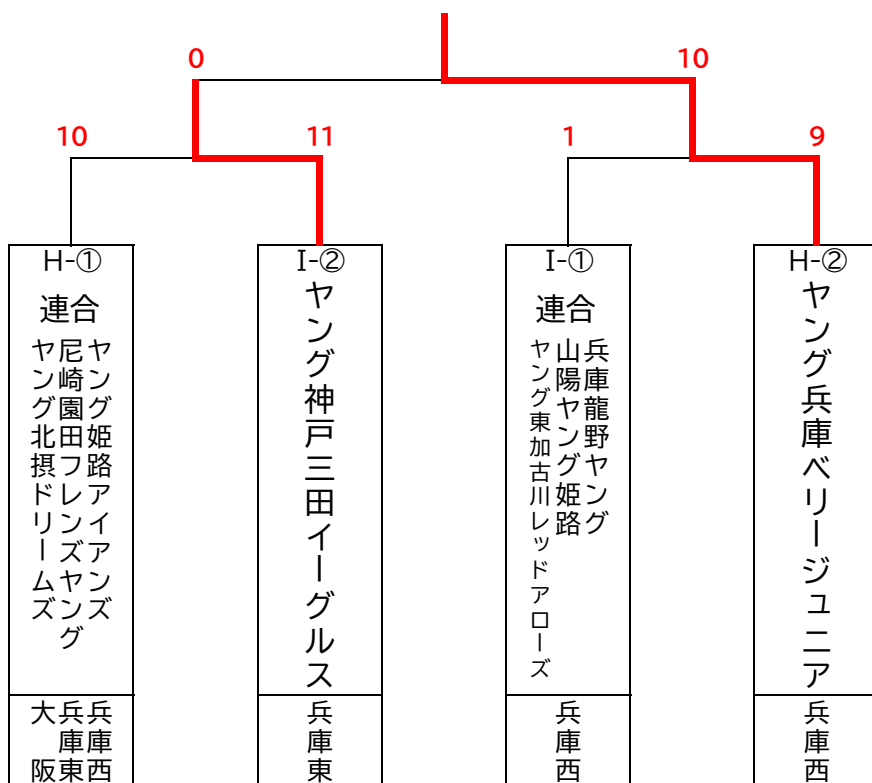 0
10
10
11
1
9
H-①
連合
ヤング姫路アイアンズ
尼崎園田フレンズヤング
ヤング北摂ドリームズ
兵庫西
兵庫東
大阪
I-②
ヤング神戸三田イーグルス
兵庫東
I-①
連合
兵庫龍野ヤング
山陽ヤング姫路
ヤング東加古川レッドアローズ
兵庫西
H-②
ヤング兵庫ベリージュニア
兵庫西